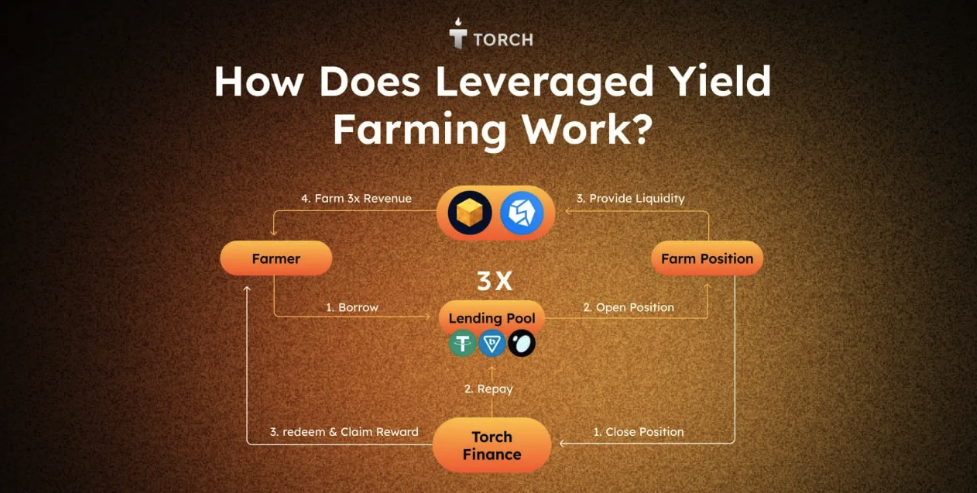 TORCH
How Does Leveraged Yield
Farming Work?
4. Farm 3x Revenue
3. Provide Liquidity
Farmer
Farm Position
3X
1. Borrow
Lending Pool
2. Open Position
2. Repay
3. redeem & Claim Reward
Torch
Finance
1. Close Position